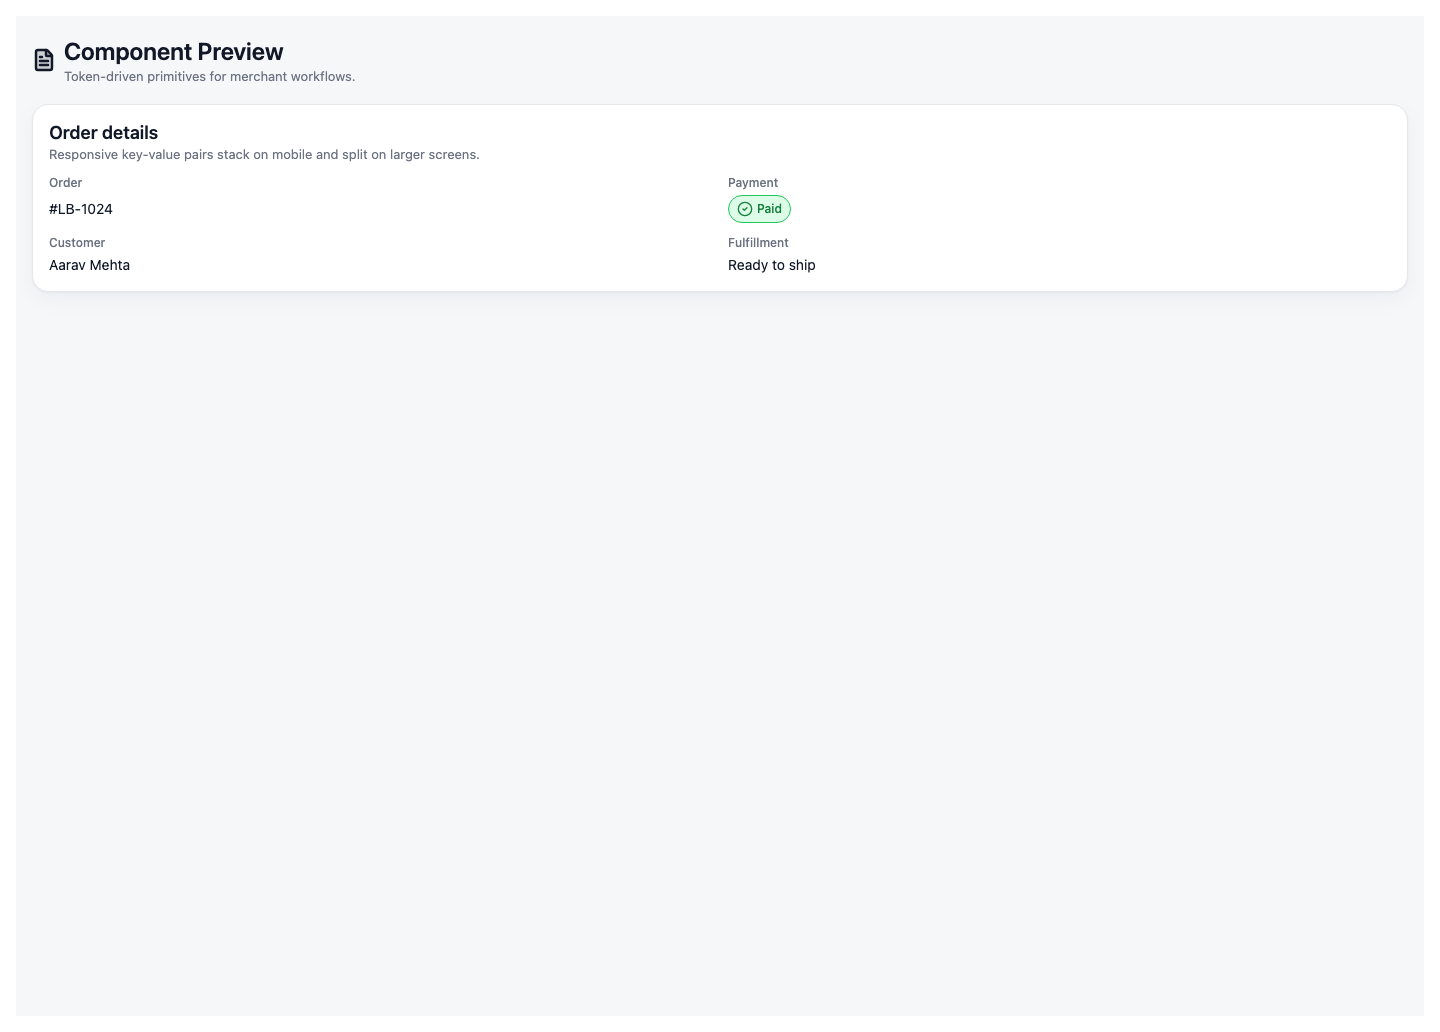 Component Preview
Token-driven primitives for merchant workflows.
Order details
Responsive key-value pairs stack on mobile and split on larger screens.
Order
#LB-1024
Payment
Paid
Customer
Aarav Mehta
Fulfillment
Ready to ship